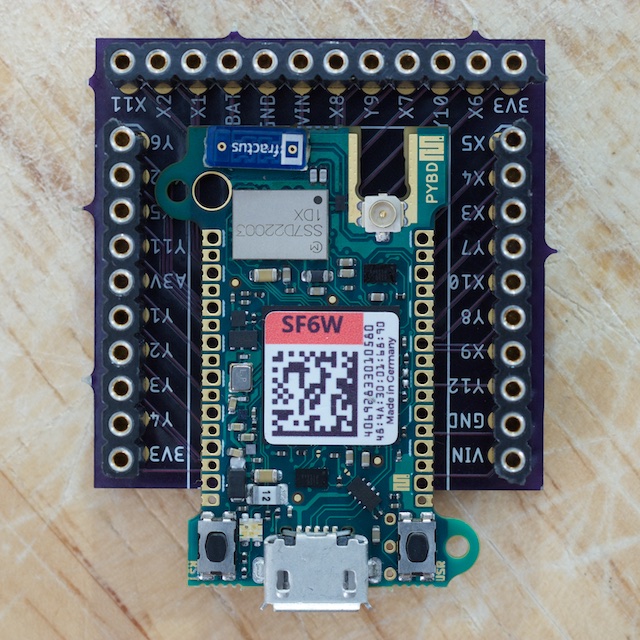 X11 X2 X1 BAT GND VIN X8 Y9 X7 Y10 X6 3V3
Y6
Y11
A3V
Y1
Y2
Y3
Y4
3V3
X5
X4
X3
Y7
X10
Y8
X9
Y12
GND
VIN
fractus
PYBD
SS7D22003
1DX
SF6W
Made in Germany
12
USR